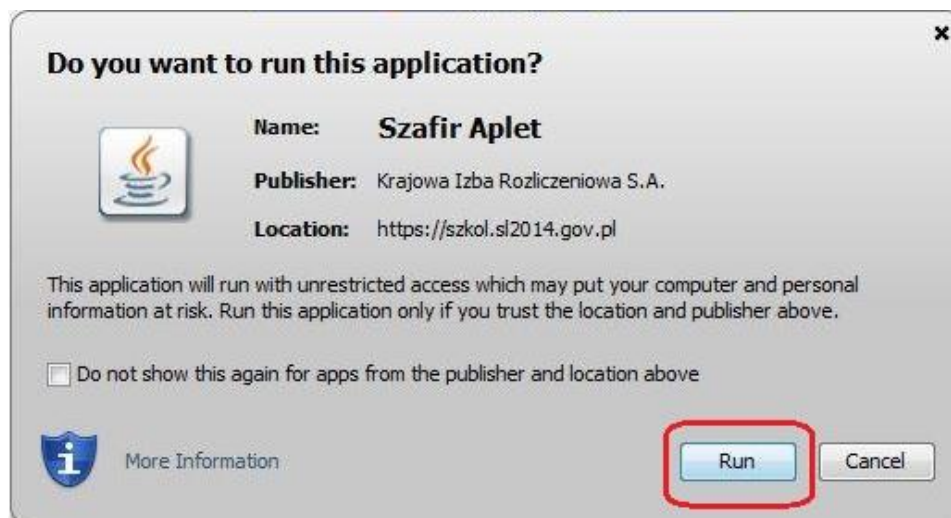 Do you want to run this application?
Name: Szafir Aplet
Publisher: Krajowa Izba Rozliczeniowa S.A.
Location: https://szkol.sl2014.gov.pl
This application will run with unrestricted access which may put your computer and personal
information at risk. Run this application only if you trust the location and publisher above.
Do not show this again for apps from the publisher and location above
More Information
Run
Cancel